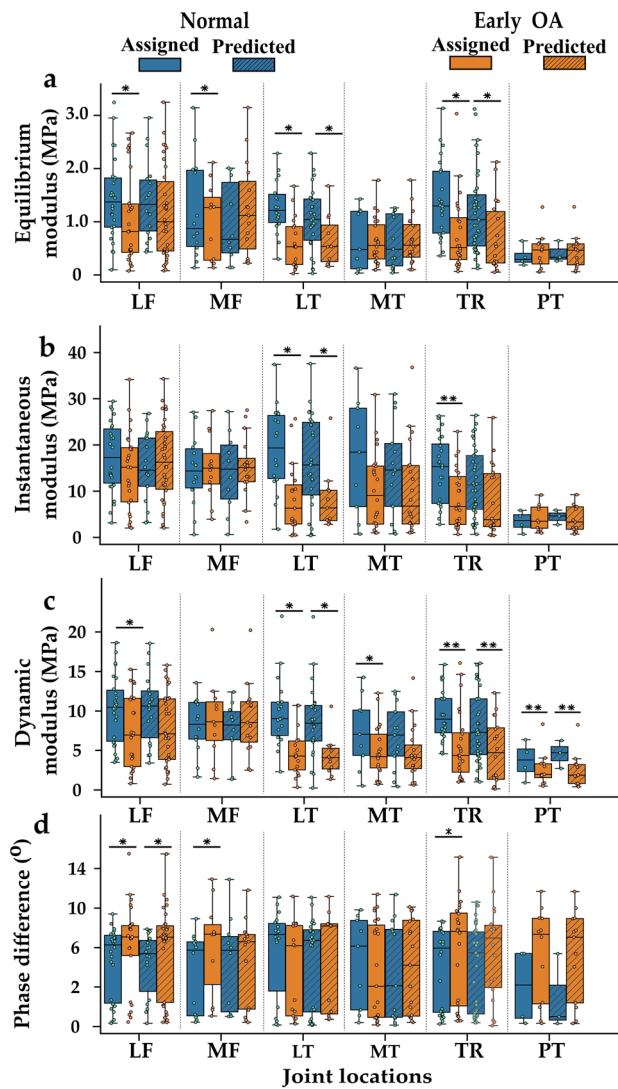 Normal Early OA
Assigned Predicted Assigned Predicted
a
Equilibrium
modulus (MPa)
3.0
2.0
1.0
0
* * * * * *
LF MF LT MT TR PT
b
Instantaneous
modulus (MPa)
40
30
20
10
0
* * **
LF MF LT MT TR PT
c
Dynamic
modulus (MPa)
20
15
10
5
0
* * * * ** ** ** **
LF MF LT MT TR PT
d
Phase difference (º)
14
10
6
2
0
* * * *
LF MF LT MT TR PT
Joint locations